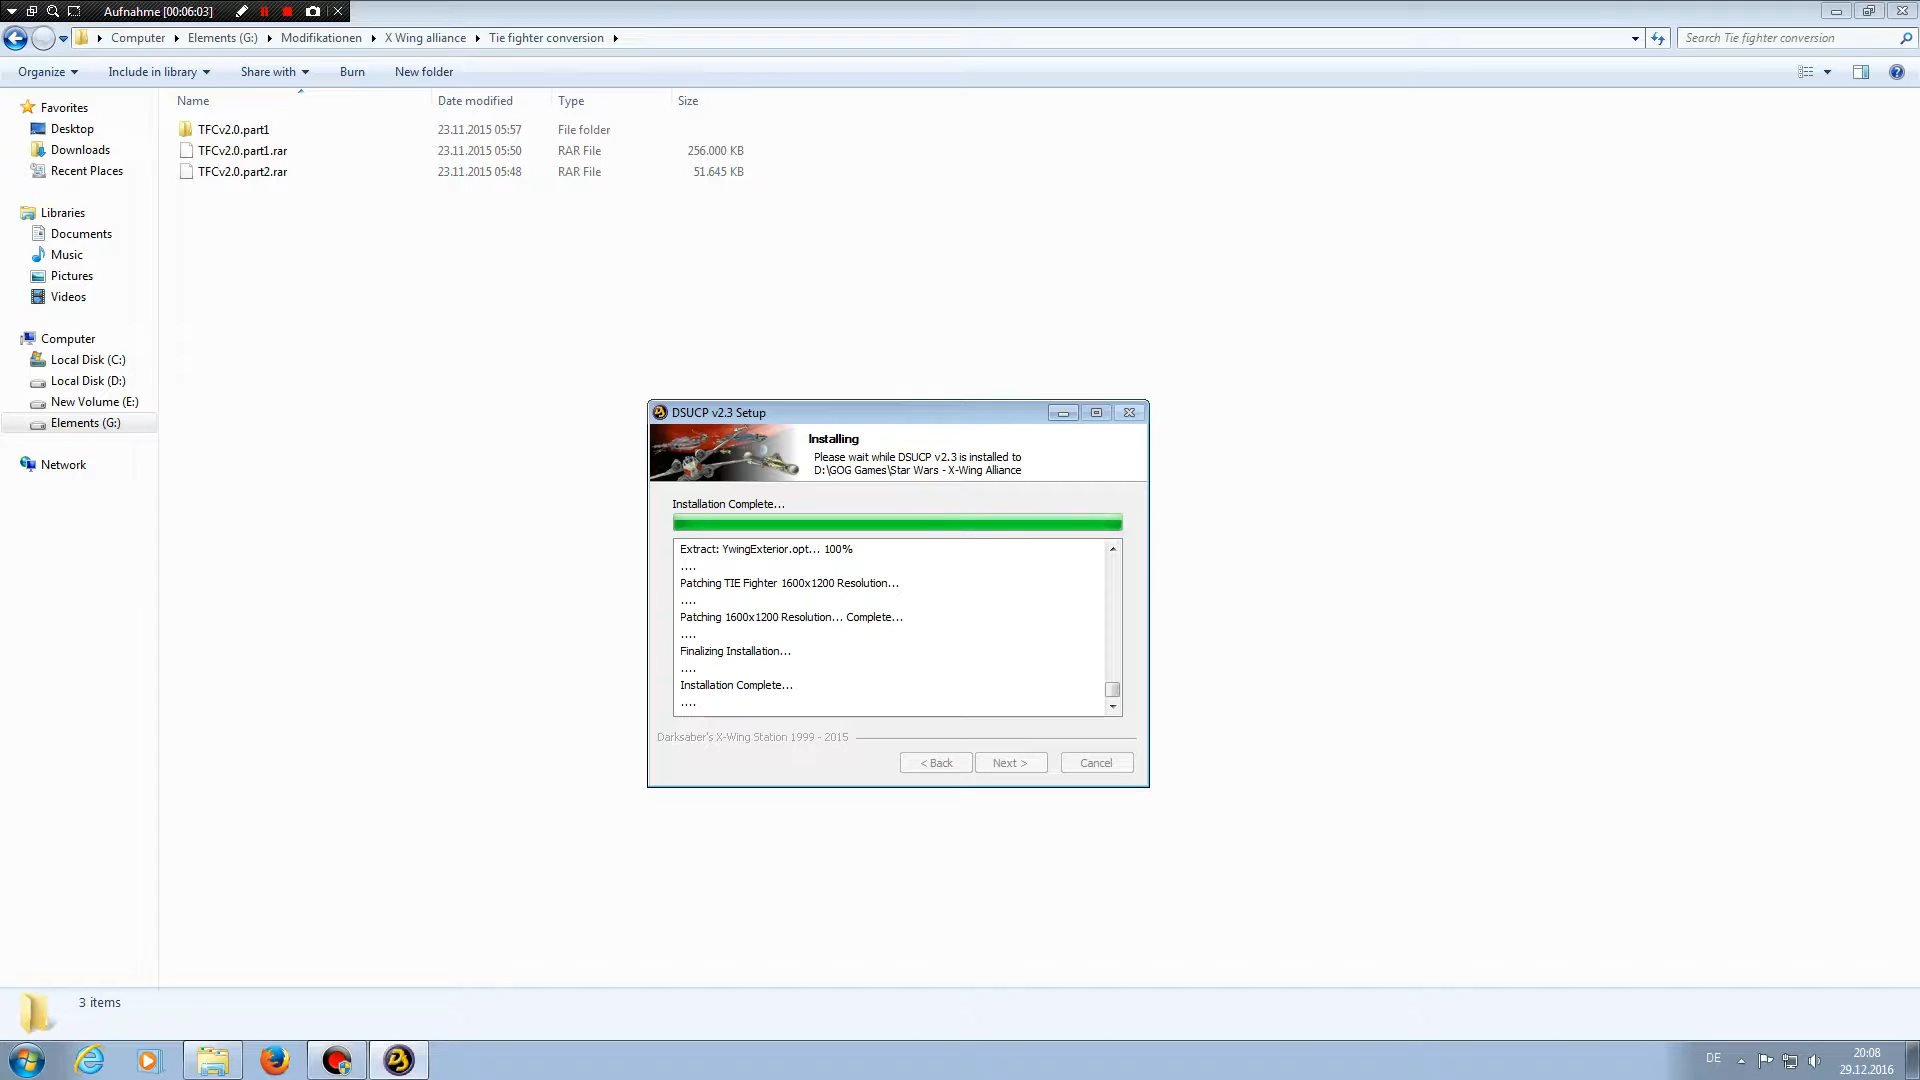 Aufnahme [00:06:03]
Computer Elements (G:) Modifikationen X Wing alliance Tie fighter conversion
Search Tie fighter conversion
Organize Include in library Share with Burn New folder
Name Date modified Type Size
TFCv2.0.part1 23.11.2015 05:57 File folder
TFCv2.0.part1.rar 23.11.2015 05:50 RAR File 256.000 KB
TFCv2.0.part2.rar 23.11.2015 05:48 RAR File 51.645 KB
Favorites
Desktop
Downloads
Recent Places
Libraries
Documents
Music
Pictures
Videos
Computer
Local Disk (C:)
Local Disk (D:)
New Volume (E:)
Elements (G:)
Network
DSUCP v2.3 Setup
Installing
Please wait while DSUCP v2.3 is installed to
D:\GOG Games\Star Wars - X-Wing Alliance
Installation Complete...
Extract: YwingExterior.opt... 100%
....
Patching TIE Fighter 1600x1200 Resolution...
....
Patching 1600x1200 Resolution... Complete...
....
Finalizing Installation...
....
Installation Complete...
....
Darksaber's X-Wing Station 1999 - 2015
< Back Next > Cancel
3 items
DE
20:08
29.12.2016